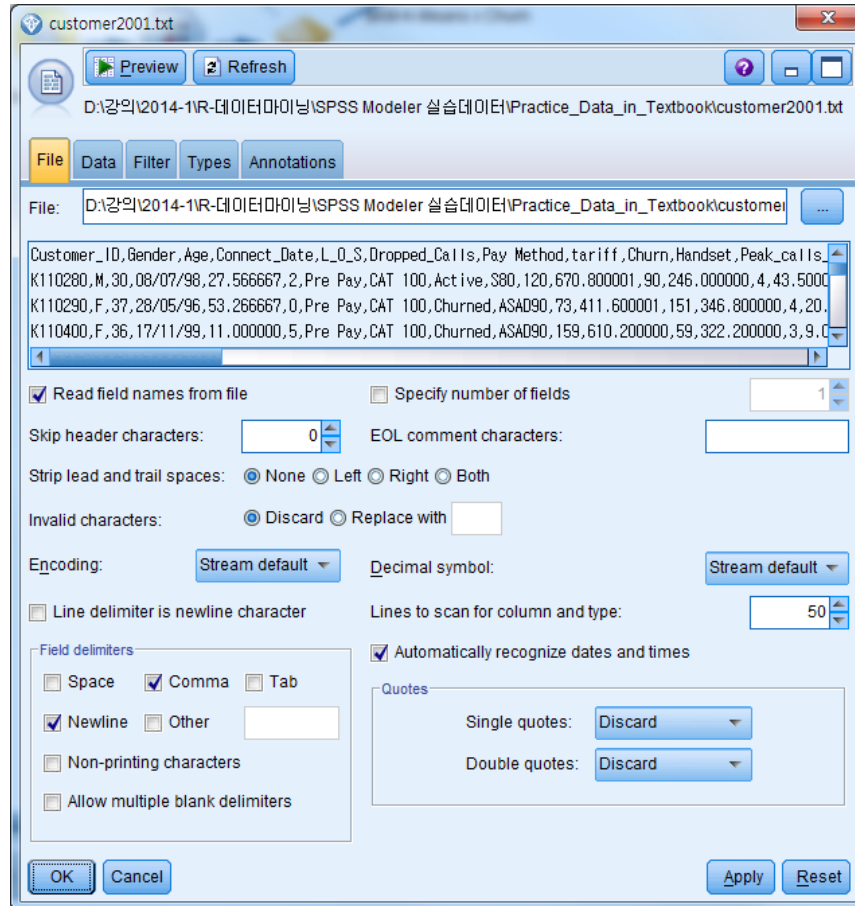 customer2001.txt
Preview Refresh
D:\강의\2014-1\R-데이터마이닝\SPSS Modeler 실습데이터\Practice_Data_in_Textbook\customer2001.txt
File Data Filter Types Annotations
File: D:\강의\2014-1\R-데이터마이닝\SPSS Modeler 실습데이터\Practice_Data_in_Textbook\customer ...
Customer_ID,Gender,Age,Connect_Date,L_O_S,Dropped_Calls,Pay Method,tariff,Churn,Handset,Peak_calls_
K110280,M,30,08/07/98,27.566667,2,Pre Pay,CAT 100,Active,S80,120,670.800001,90,246.000000,4,43.5000
K110290,F,37,28/05/96,53.266667,0,Pre Pay,CAT 100,Churned,ASAD90,73,411.600001,151,346.800000,4,20.
K110400,F,36,17/11/99,11.000000,5,Pre Pay,CAT 100,Churned,ASAD90,159,610.200000,59,322.200000,3,9.0
Read field names from file Specify number of fields 1
Skip header characters: 0 EOL comment characters:
Strip lead and trail spaces: None Left Right Both
Invalid characters: Discard Replace with
Encoding: Stream default Decimal symbol: Stream default
Line delimiter is newline character Lines to scan for column and type: 50
Field delimiters Automatically recognize dates and times
Space Comma Tab Quotes
Newline Other Single quotes: Discard
Non-printing characters Double quotes: Discard
Allow multiple blank delimiters
OK Cancel Apply Reset